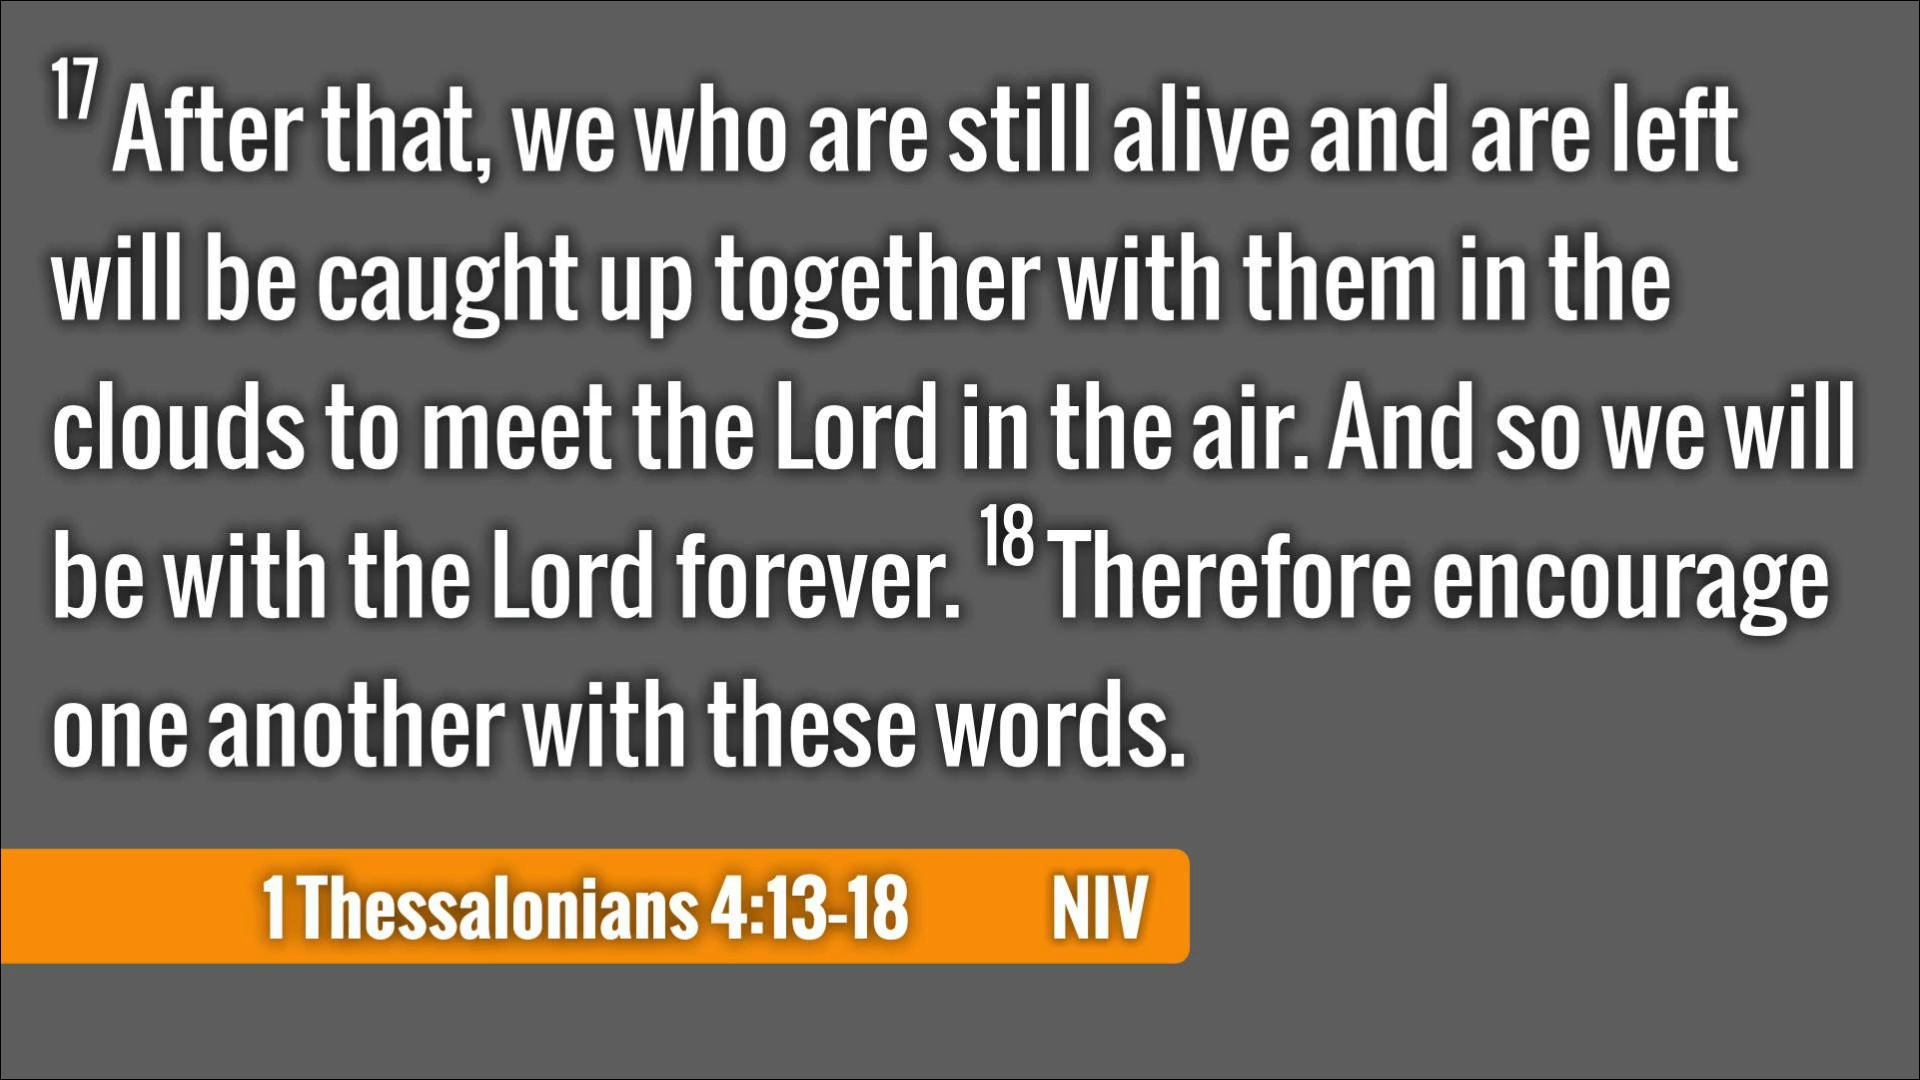 17 After that, we who are still alive and are left
will be caught up together with them in the
clouds to meet the Lord in the air. And so we will
be with the Lord forever. 18 Therefore encourage
one another with these words.
1 Thessalonians 4:13-18 NIV